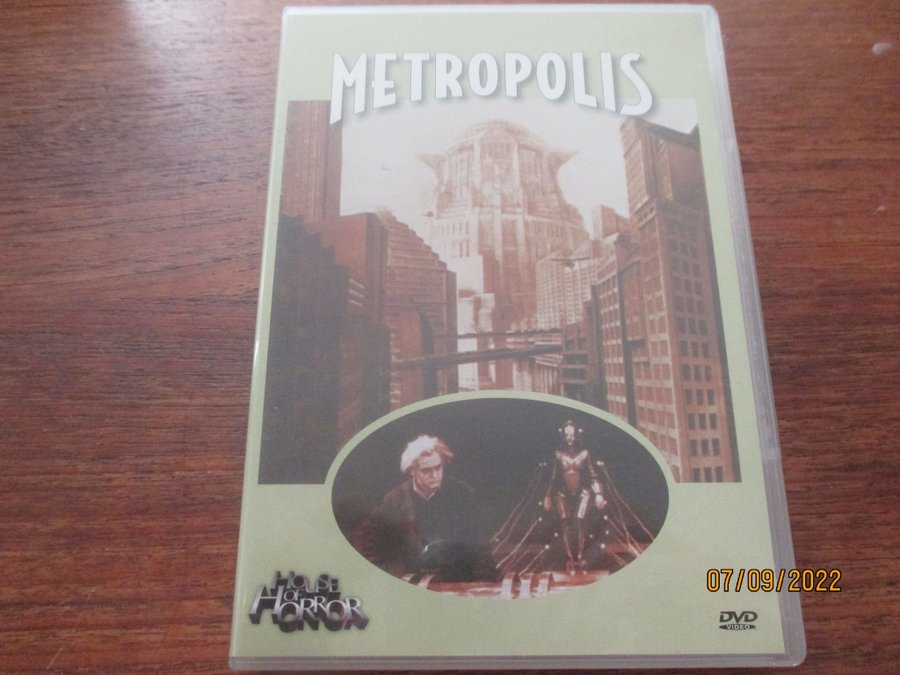 METROPOLIS
HOUSE
OF
HORROR
07/09/2022
DVD
VIDEO